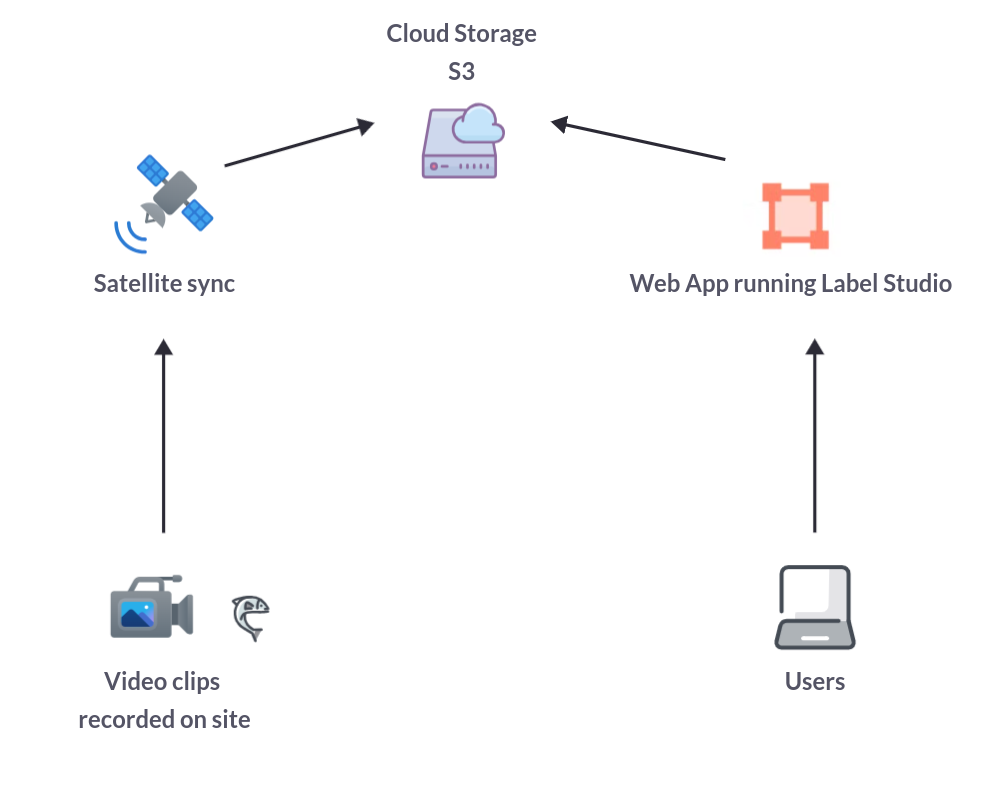 Cloud Storage
S3
Satellite sync
Web App running Label Studio
Video clips
recorded on site
Users